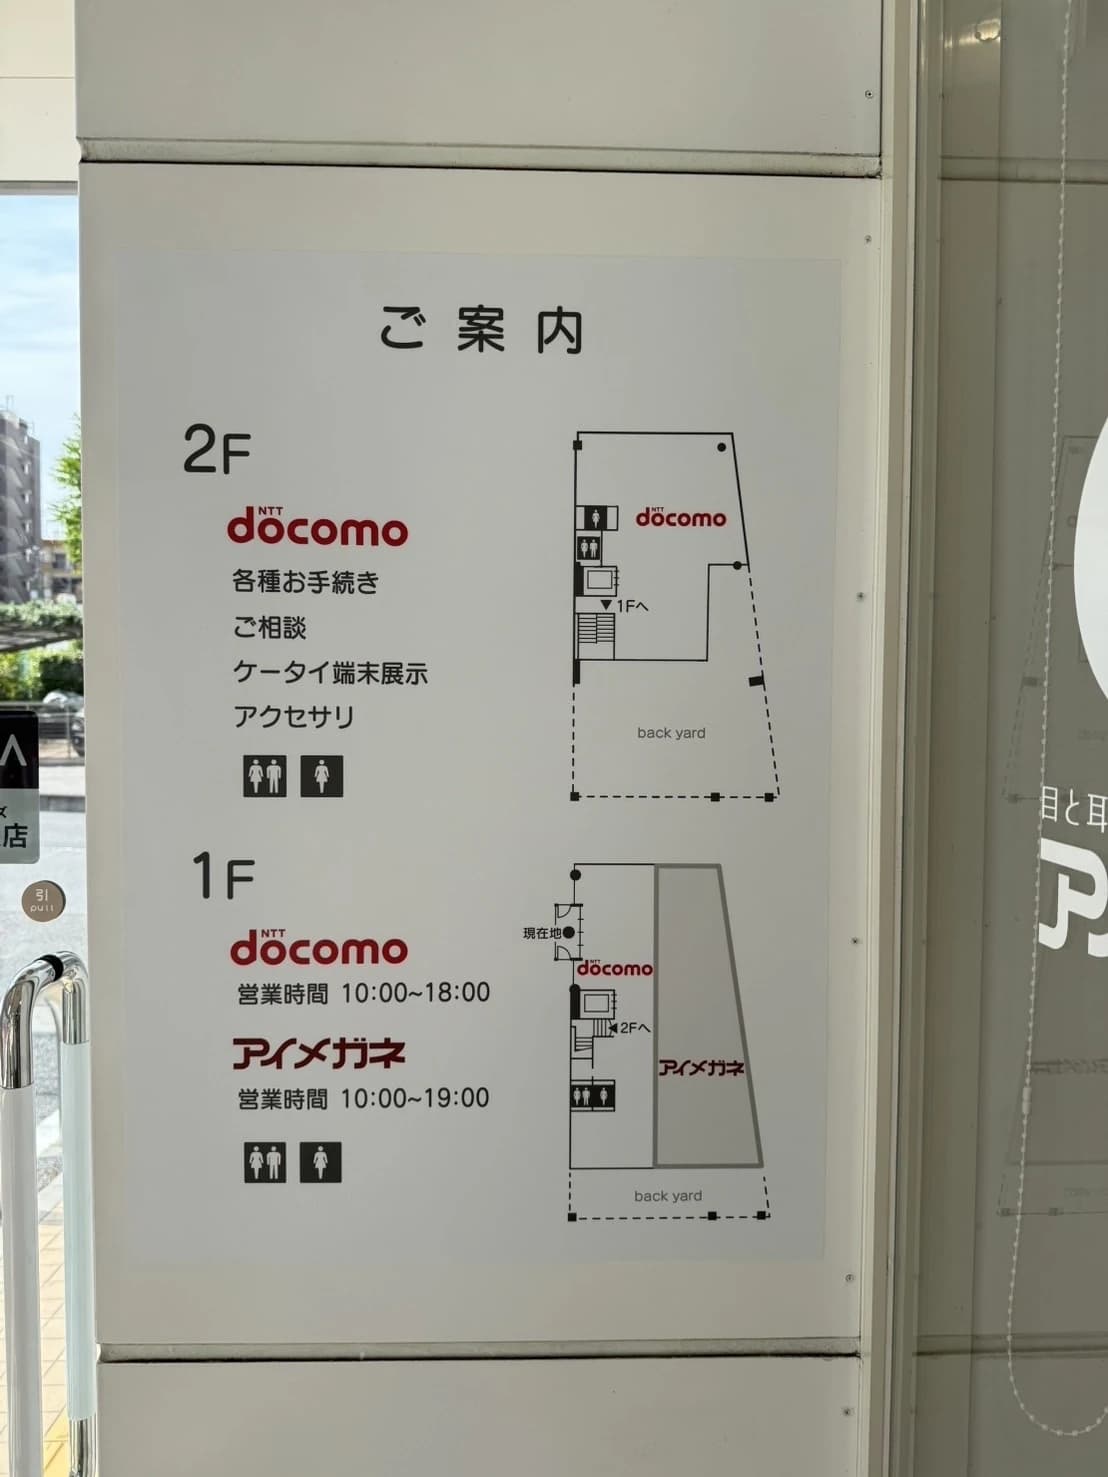 ご案内
2F
NTT
docomo
各種お手続き
ご相談
ケータイ端末展示
アクセサリ
NTT
docomo
1Fへ
back yard
1F
NTT
docomo
営業時間 10:00~18:00
アイメガネ
営業時間 10:00~19:00
現在地
NTT
docomo
2Fへ
アイメガネ
back yard
店
引
pull
目と耳
ア